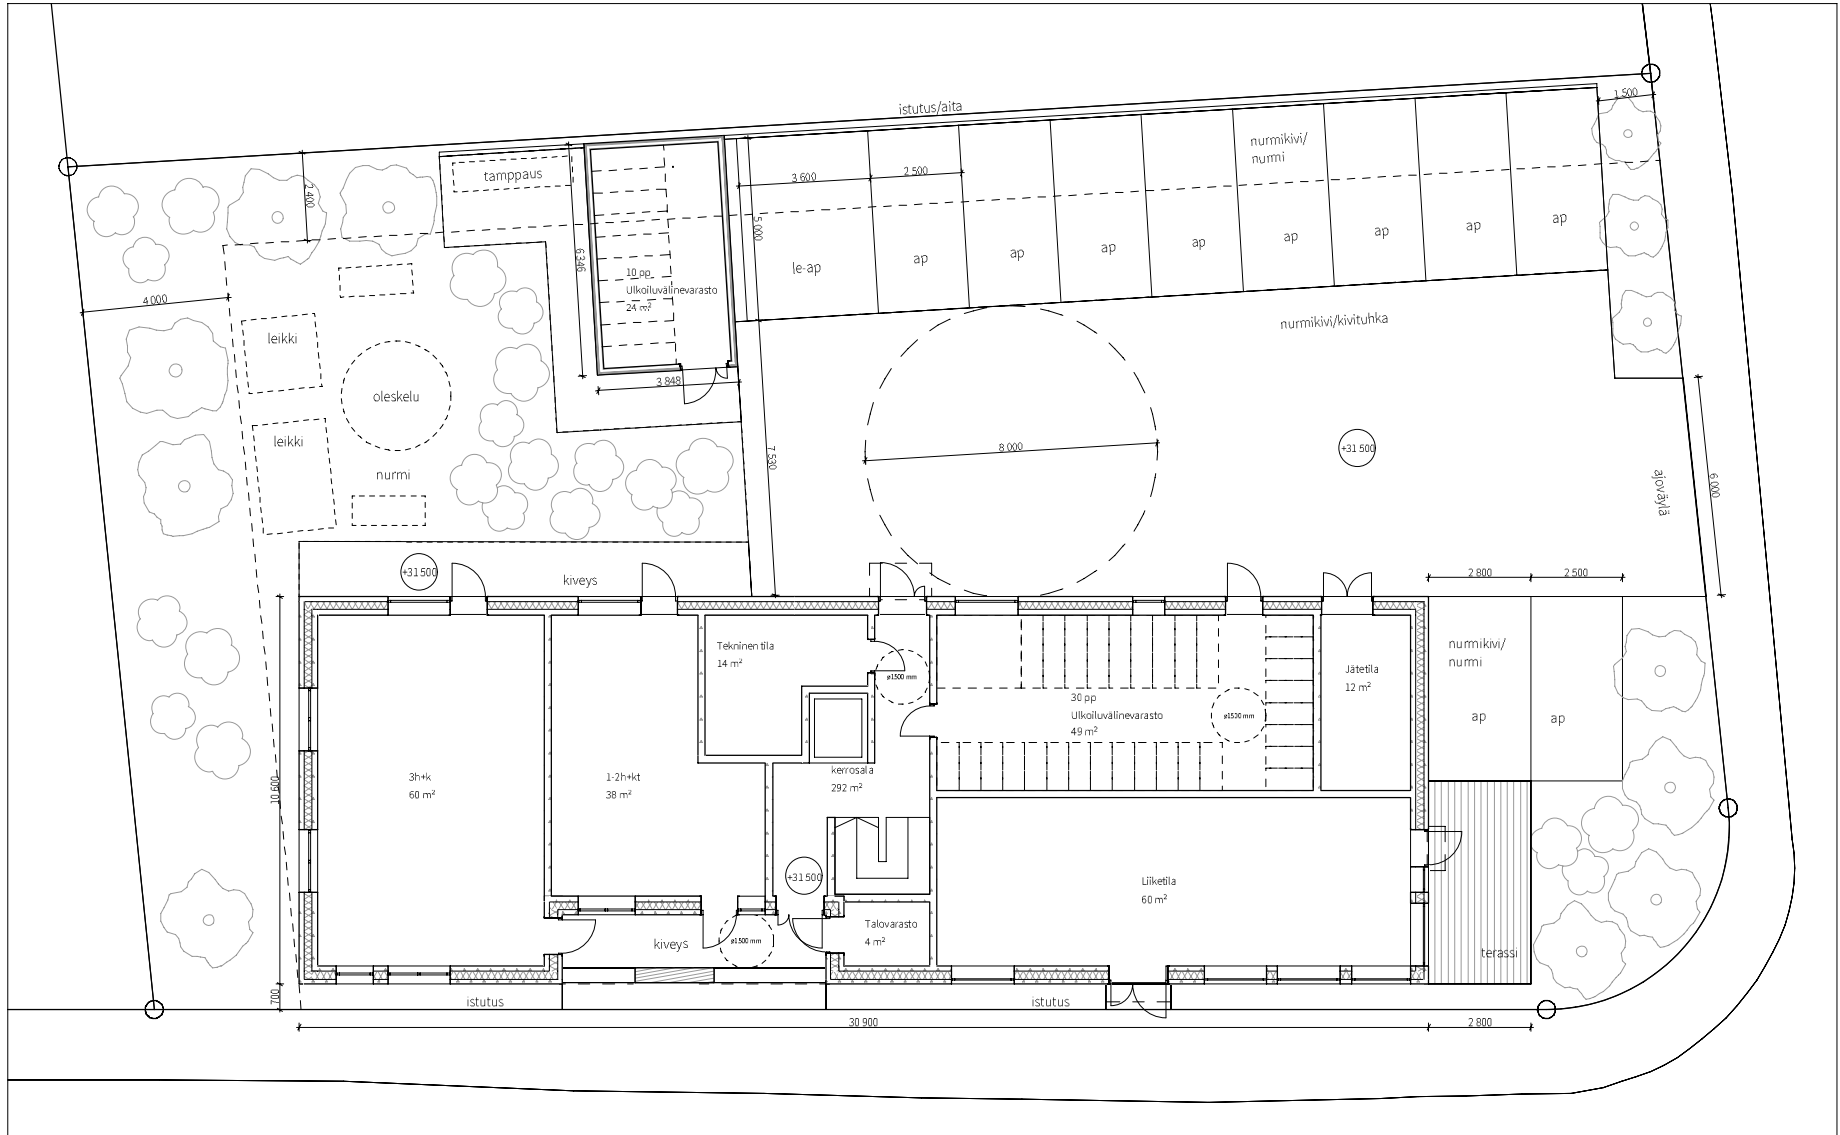 istutus/aita
1 500
tamppaus
nurmikivi/
nurmi
3 600
2 500
2 400
5 000
6 346
le-ap
ap
ap
ap
ap
ap
ap
ap
ap
10 pp
Ulkoiluvälinevarasto
24 m²
4 000
leikki
nurmikivi/kivituhka
3 848
oleskelu
leikki
nurmi
7 530
8 000
+31 500
ajoväylä
6 000
+31 500
kiveys
2 800
2 500
Tekninen tila
14 m²
ø1500 mm
30 pp
Ulkoiluvälinevarasto
49 m²
ø1500 mm
Jätetila
12 m²
nurmikivi/
nurmi
ap
ap
10 600
3h+k
60 m²
1-2h+kt
38 m²
kerrosala
292 m²
+31 500
Liiketila
60 m²
kiveys
ø1500 mm
Talovarasto
4 m²
terassi
700
istutus
istutus
30 900
2 800